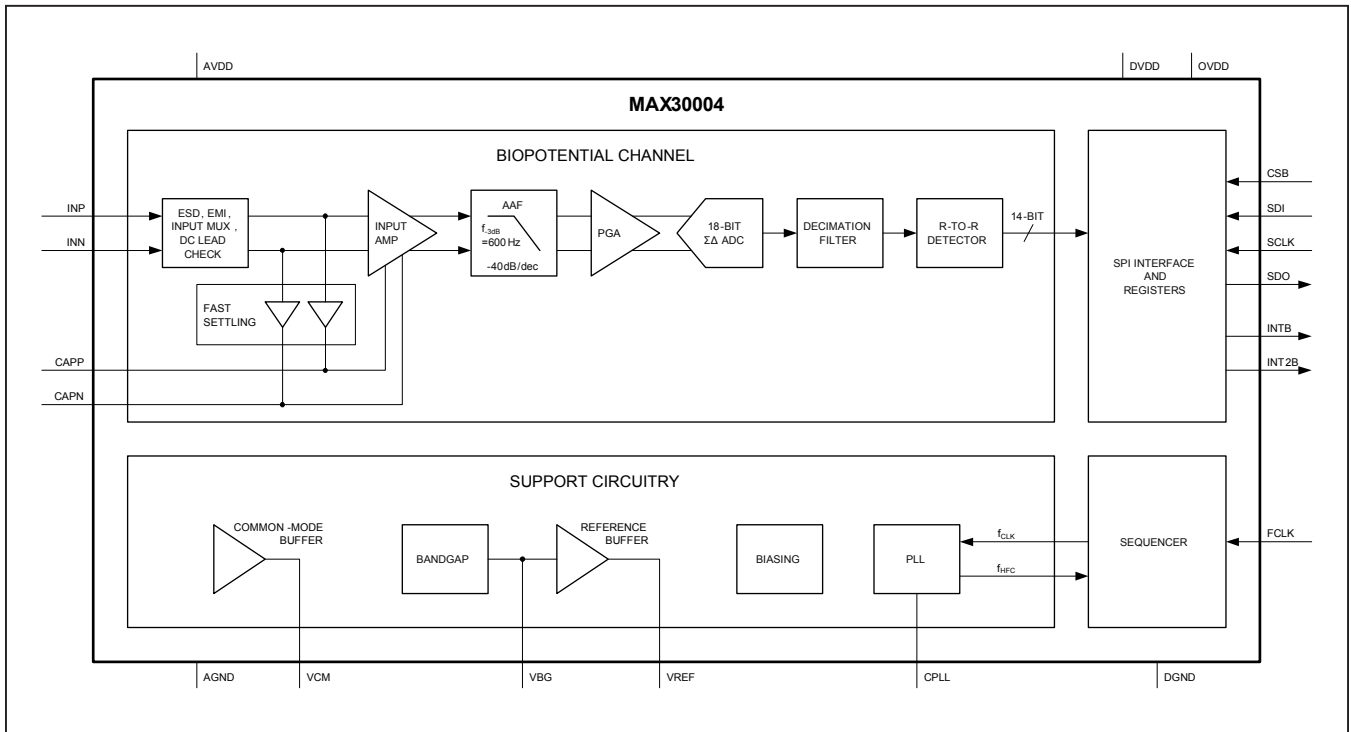 AVDD
DVDD
OVDD
MAX30004
BIOPOTENTIAL CHANNEL
INP
INN
ESD, EMI,
INPUT MUX,
DC LEAD
CHECK
INPUT
AMP
AAF
f-3dB
=600Hz
-40dB/dec
PGA
18-BIT
ΣΔ ADC
DECIMATION
FILTER
R-TO-R
DETECTOR
14-BIT
FAST
SETTLING
CAPP
CAPN
SPI INTERFACE
AND
REGISTERS
CSB
SDI
SCLK
SDO
INTB
INT2B
SUPPORT CIRCUITRY
COMMON -MODE
BUFFER
BANDGAP
REFERENCE
BUFFER
BIASING
PLL
fCLK
fHFC
SEQUENCER
FCLK
AGND
VCM
VBG
VREF
CPLL
DGND